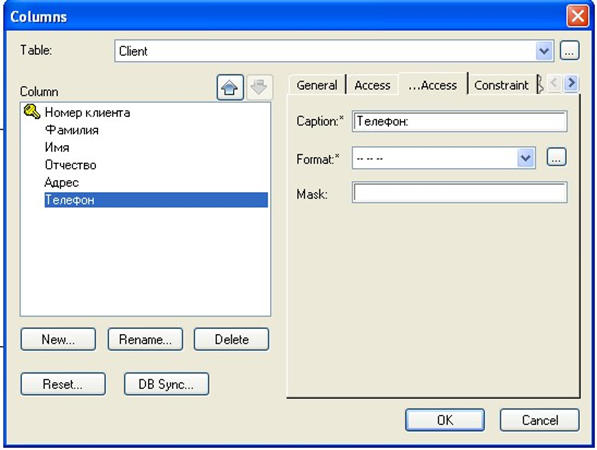 Columns
Table:
Client
...
Column
Номер клиента
Фамилия
Имя
Отчество
Адрес
Телефон
New...
Rename...
Delete
Reset...
DB Sync...
General
Access
...Access
Constraint
Caption:*
Телефон:
Format:*
-- -- --
...
Mask:
OK
Cancel